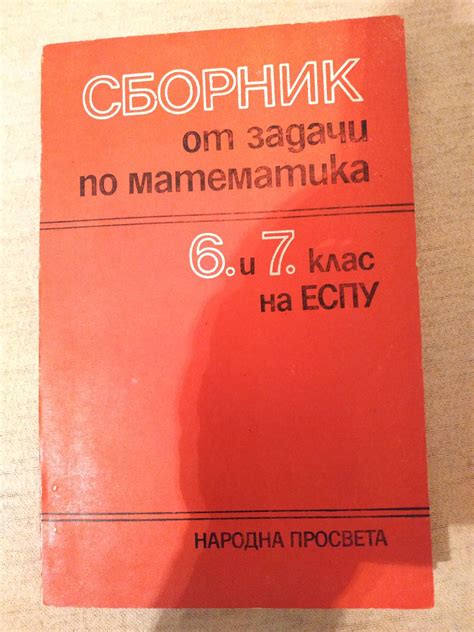 СБОРНИК
от задачи
по математика
6. и 7. клас
на ЕСПУ
НАРОДНА ПРОСВЕТА